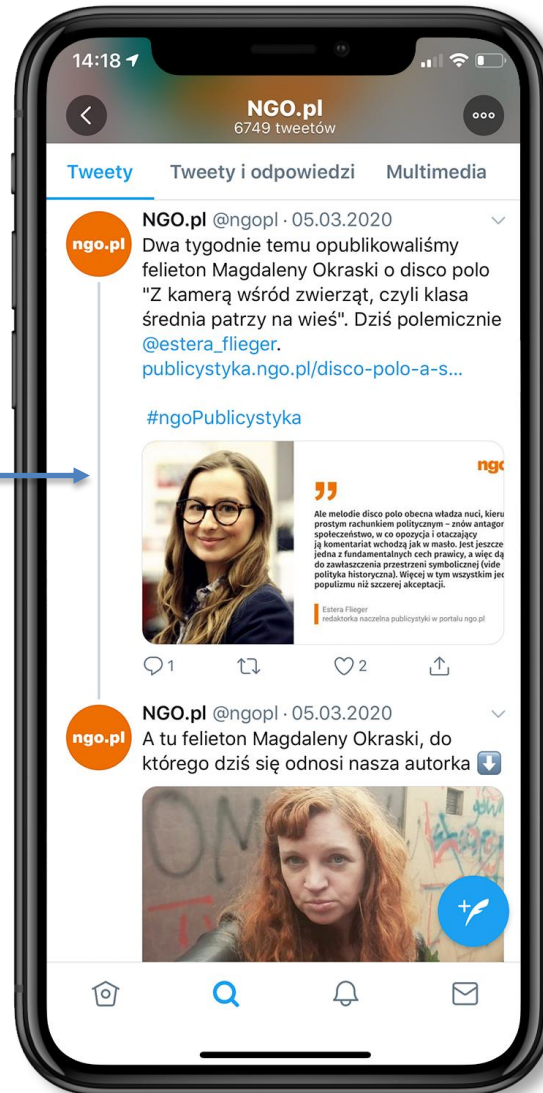 14:18
NGO.pl
6749 tweetów
Tweety Tweety i odpowiedzi Multimedia
ngo.pl
NGO.pl @ngopl · 05.03.2020
Dwa tygodnie temu opublikowaliśmy
felieton Magdaleny Okraski o disco polo
"Z kamerą wśród zwierząt, czyli klasa
średnia patrzy na wieś". Dziś polemicznie
@estera_flieger.
publicystyka.ngo.pl/disco-polo-a-s...
#ngoPublicystyka
ngo
Ale melodie disco polo obecna władza nuci, kieru
prostym rachunkiem politycznym – znów antagor
społeczeństwo, w co opozycja i otaczający
ją komentariat wchodzą jak w masło. Jest jeszcze
jedna z fundamentalnych cech prawicy, a więc dą
do zawłaszczenia przestrzeni symbolicznej (vide
polityka historyczna). Więcej w tym wszystkim jed
populizmu niż szczerej akceptacji.
Estera Flieger
redaktorka naczelna publicystyki w portalu ngo.pl
1 2
ngo.pl
NGO.pl @ngopl · 05.03.2020
A tu felieton Magdaleny Okraski, do
którego dziś się odnosi nasza autorka